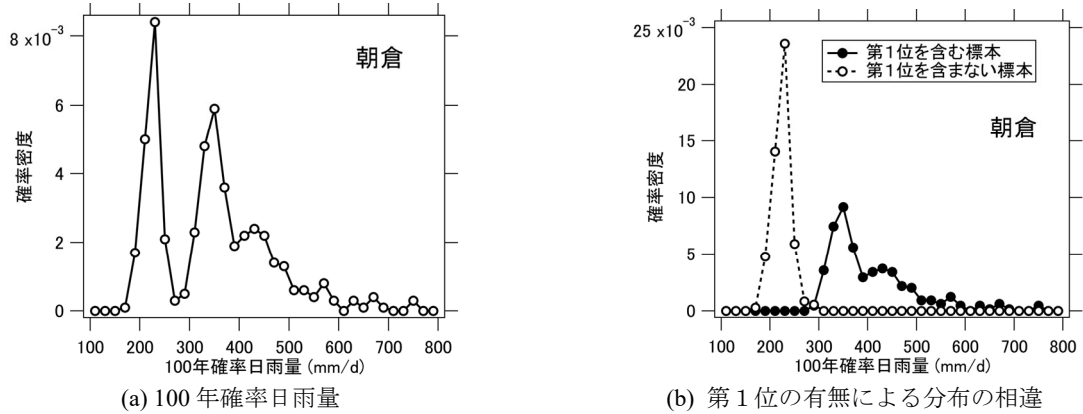 8 x10⁻³
6
4
2
0
確率密度
朝倉
100 200 300 400 500 600 700 800
100年確率日雨量 (mm/d)
(a) 100 年確率日雨量
25 x10⁻³
20
15
10
5
0
確率密度
第1位を含む標本
第1位を含まない標本
朝倉
100 200 300 400 500 600 700 800
100年確率日雨量 (mm/d)
(b) 第１位の有無による分布の相違